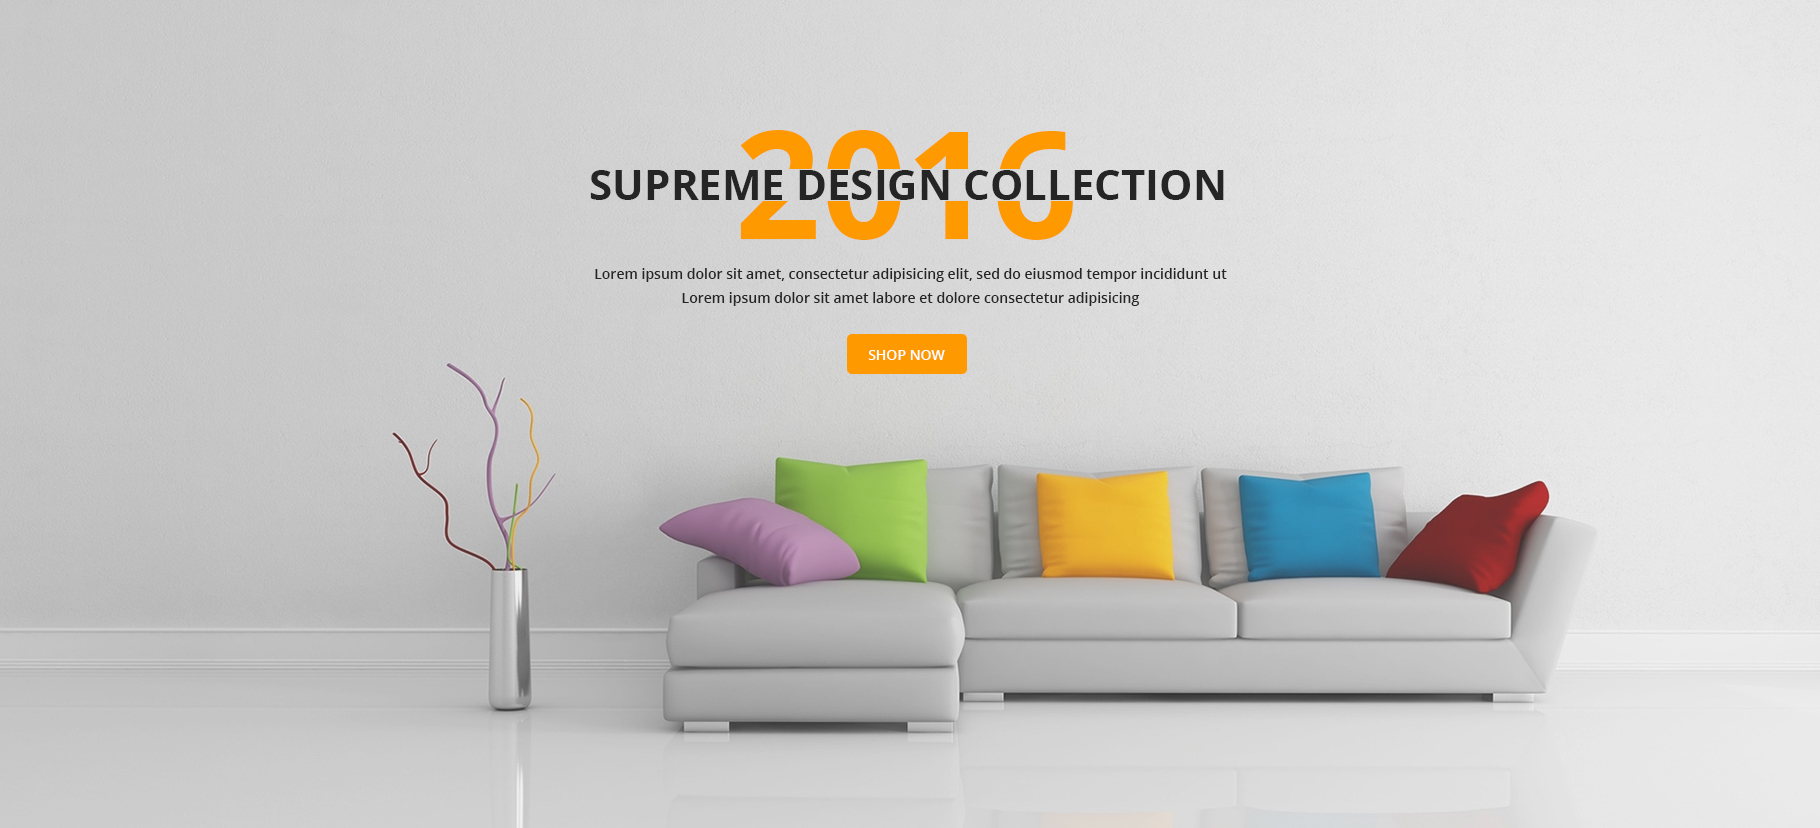 2016
SUPREME DESIGN COLLECTION
Lorem ipsum dolor sit amet, consectetur adipisicing elit, sed do eiusmod tempor incididunt ut
Lorem ipsum dolor sit amet labore et dolore consectetur adipisicing
SHOP NOW